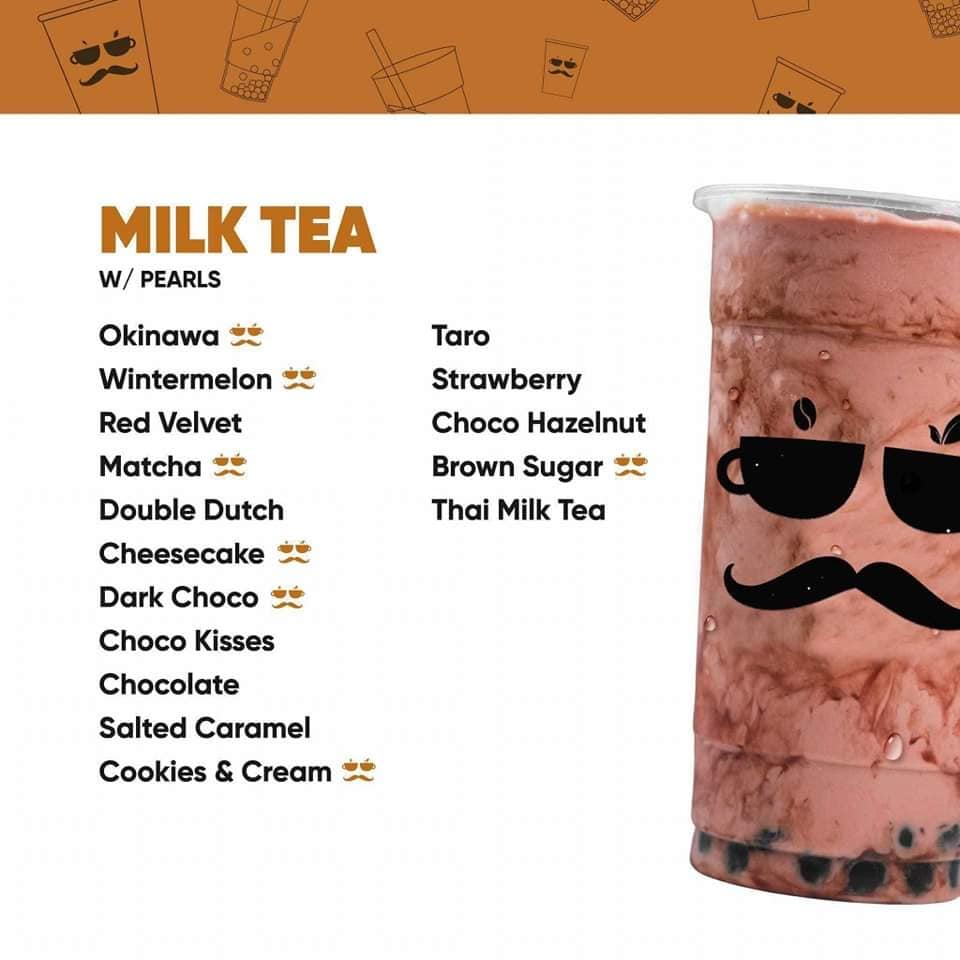 MILK TEA
W/ PEARLS
Okinawa
Wintermelon
Red Velvet
Matcha
Double Dutch
Cheesecake
Dark Choco
Choco Kisses
Chocolate
Salted Caramel
Cookies & Cream
Taro
Strawberry
Choco Hazelnut
Brown Sugar
Thai Milk Tea